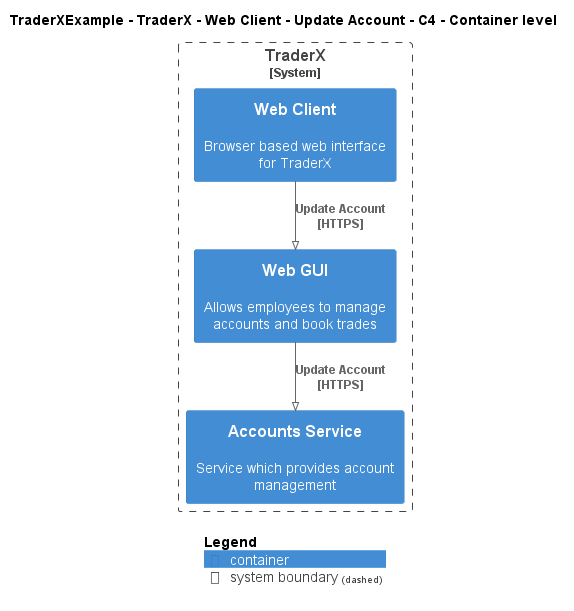 TraderXExample - TraderX - Web Client - Update Account - C4 - Container level
TraderX
[System]
Web Client
Browser based web interface
for TraderX
Update Account
[HTTPS]
Web GUI
Allows employees to manage
accounts and book trades
Update Account
[HTTPS]
Accounts Service
Service which provides account
management
Legend
container
system boundary (dashed)